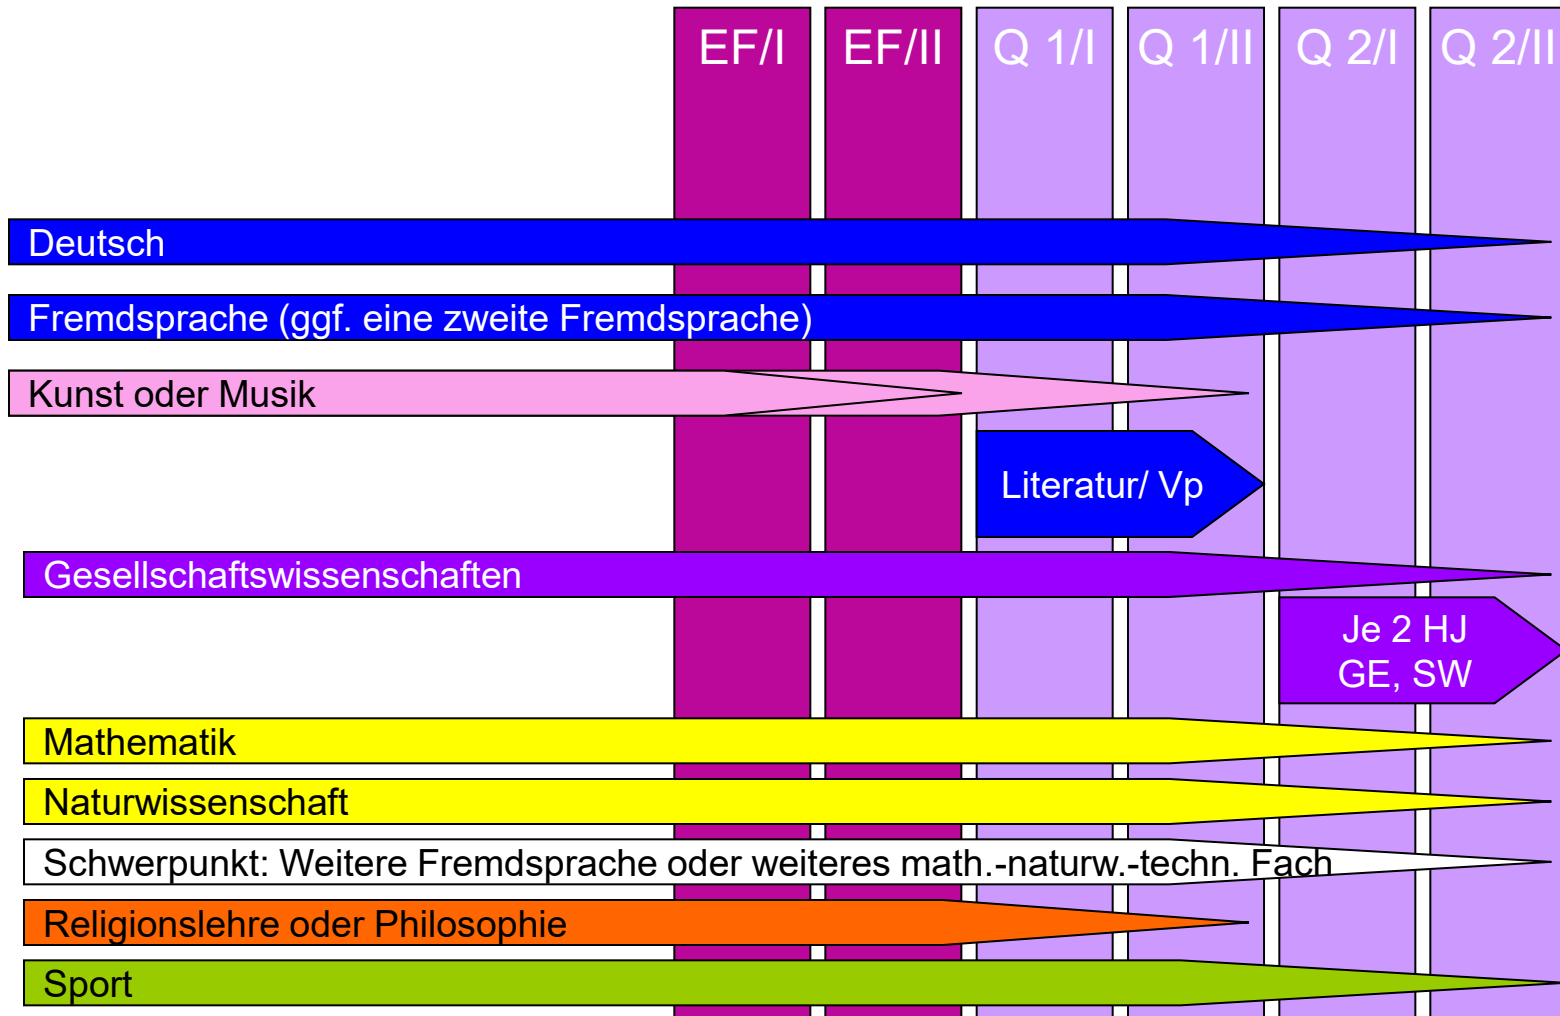 EF/I EF/II Q 1/I Q 1/II Q 2/I Q 2/II
Deutsch
Fremdsprache (ggf. eine zweite Fremdsprache)
Kunst oder Musik
Literatur/ Vp
Gesellschaftswissenschaften
Je 2 HJ
GE, SW
Mathematik
Naturwissenschaft
Schwerpunkt: Weitere Fremdsprache oder weiteres math.-naturw.-techn. Fach
Religionslehre oder Philosophie
Sport